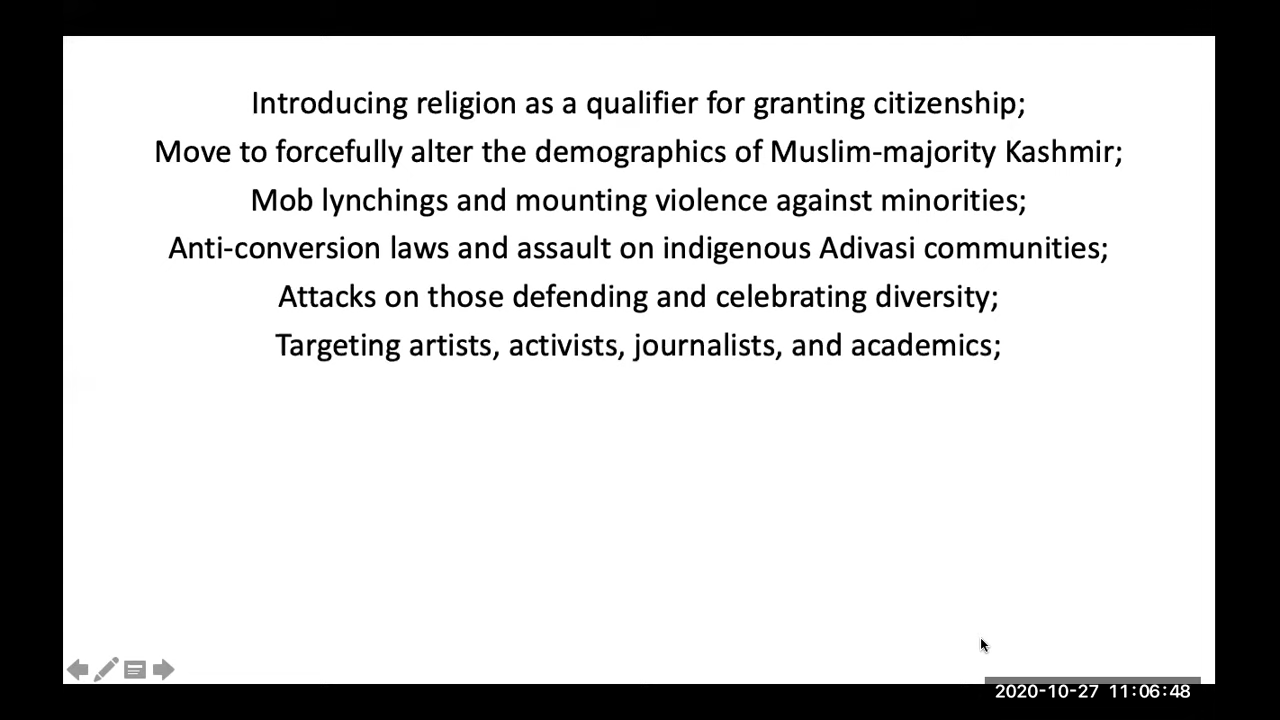 Introducing religion as a qualifier for granting citizenship;
Move to forcefully alter the demographics of Muslim-majority Kashmir;
Mob lynchings and mounting violence against minorities;
Anti-conversion laws and assault on indigenous Adivasi communities;
Attacks on those defending and celebrating diversity;
Targeting artists, activists, journalists, and academics;
2020-10-27 11:06:48